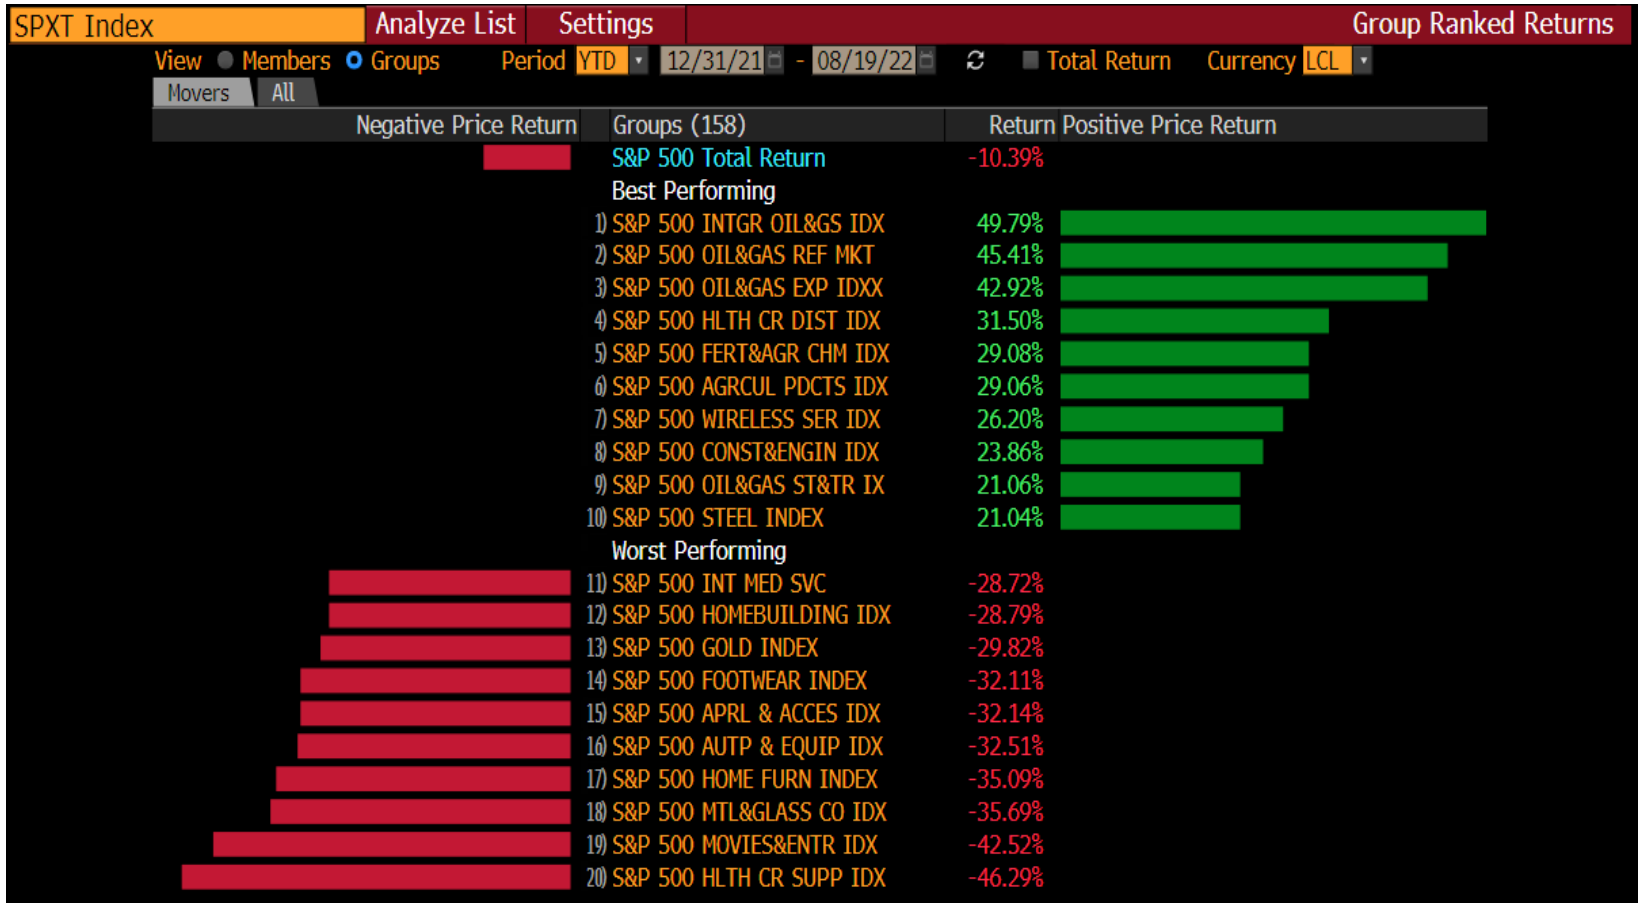 SPXT Index Analyze List Settings Group Ranked Returns
View Members Groups Period YTD 12/31/21 - 08/19/22 Total Return Currency LCL
Movers All
Negative Price Return Groups (158) Return Positive Price Return
S&P 500 Total Return -10.39%
Best Performing
1) S&P 500 INTGR OIL&GS IDX 49.79%
2) S&P 500 OIL&GAS REF MKT 45.41%
3) S&P 500 OIL&GAS EXP IDXX 42.92%
4) S&P 500 HLTH CR DIST IDX 31.50%
5) S&P 500 FERT&AGR CHM IDX 29.08%
6) S&P 500 AGRCUL PDCTS IDX 29.06%
7) S&P 500 WIRELESS SER IDX 26.20%
8) S&P 500 CONST&ENGIN IDX 23.86%
9) S&P 500 OIL&GAS ST&TR IX 21.06%
10) S&P 500 STEEL INDEX 21.04%
Worst Performing
11) S&P 500 INT MED SVC -28.72%
12) S&P 500 HOMEBUILDING IDX -28.79%
13) S&P 500 GOLD INDEX -29.82%
14) S&P 500 FOOTWEAR INDEX -32.11%
15) S&P 500 APRL & ACCES IDX -32.14%
16) S&P 500 AUTP & EQUIP IDX -32.51%
17) S&P 500 HOME FURN INDEX -35.09%
18) S&P 500 MTL&GLASS CO IDX -35.69%
19) S&P 500 MOVIES&ENTR IDX -42.52%
20) S&P 500 HLTH CR SUPP IDX -46.29%